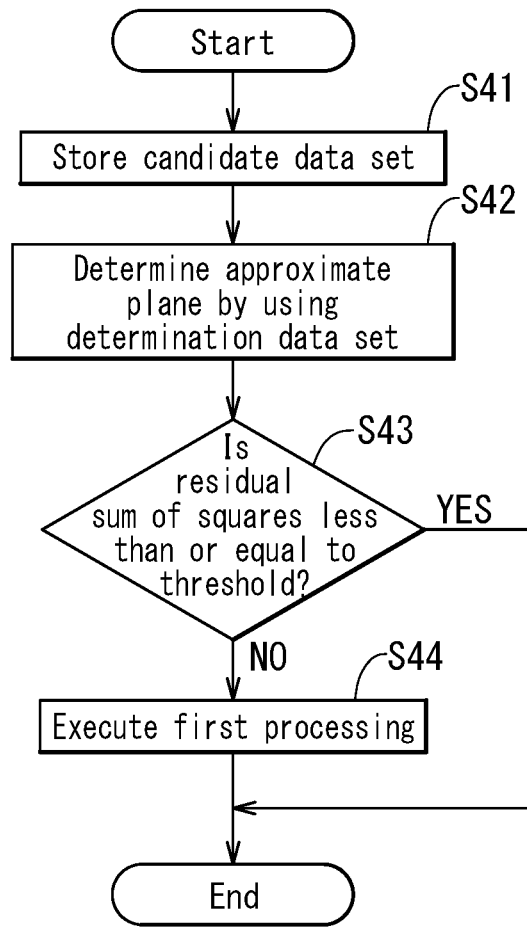 Start
S41
Store candidate data set
S42
Determine approximate
plane by using
determination data set
S43
Is
residual
sum of squares less
than or equal to
threshold?
YES
NO
S44
Execute first processing
End